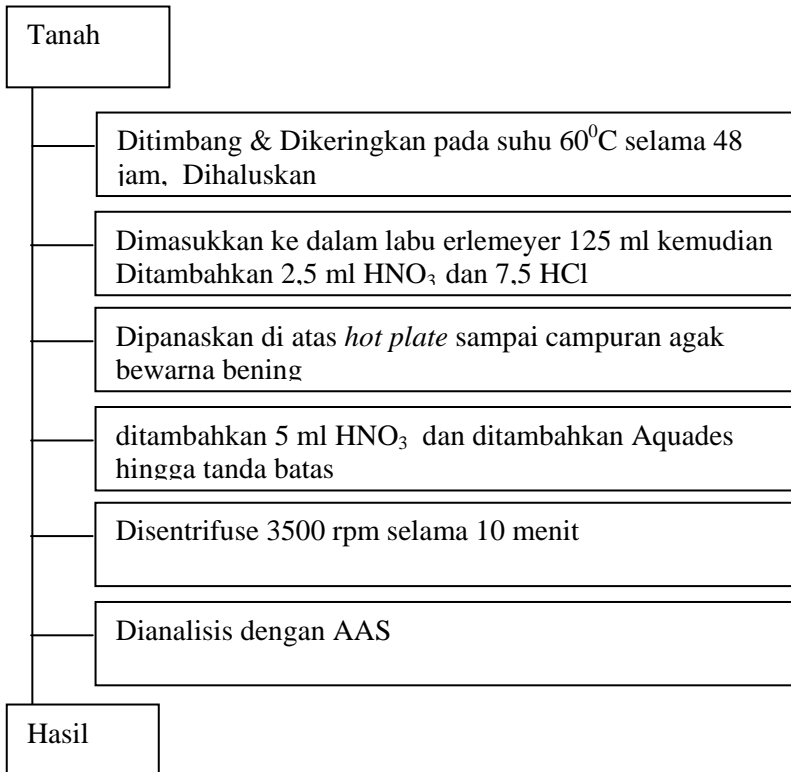 Tanah
Ditimbang & Dikeringkan pada suhu 60⁰C selama 48
jam, Dihaluskan
Dimasukkan ke dalam labu erlemeyer 125 ml kemudian
Ditambahkan 2,5 ml HNO₃ dan 7,5 HCl
Dipanaskan di atas hot plate sampai campuran agak
bewarna bening
ditambahkan 5 ml HNO₃ dan ditambahkan Aquades
hingga tanda batas
Disentrifuse 3500 rpm selama 10 menit
Dianalisis dengan AAS
Hasil